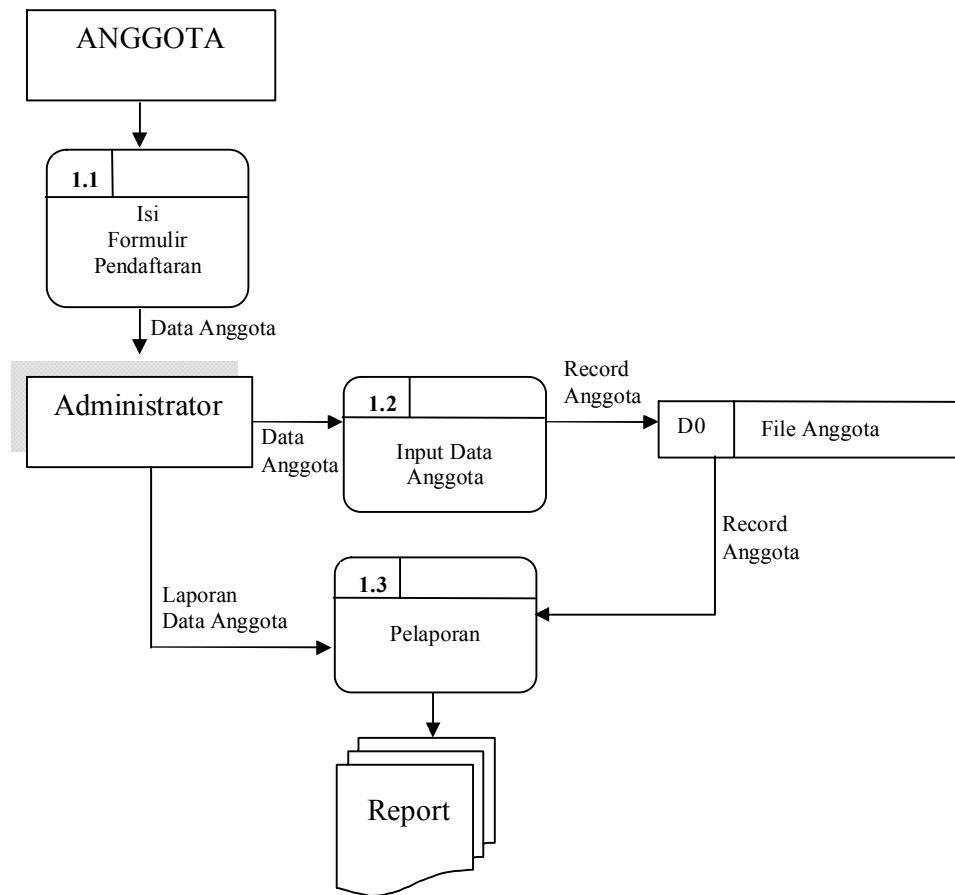 ANGGOTA
1.1
Isi
Formulir
Pendaftaran
Data Anggota
Administrator
Data
Anggota
1.2
Input Data
Anggota
Record
Anggota
D0
File Anggota
Record
Anggota
Laporan
Data Anggota
1.3
Pelaporan
Report